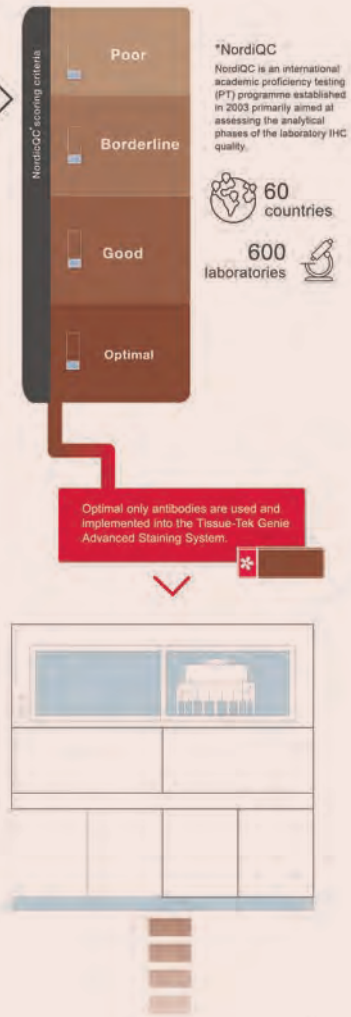 NordicQC* scoring criteria
Poor
Borderline
Good
Optimal
*NordiQC
NordiQC is an international
academic proficiency testing
(PT) programme established
in 2003 primarily aimed at
assessing the analytical
phases of the laboratory IHC
quality.
60
countries
600
laboratories
Optimal only antibodies are used and
implemented into the Tissue-Tek Genie
Advanced Staining System.
*